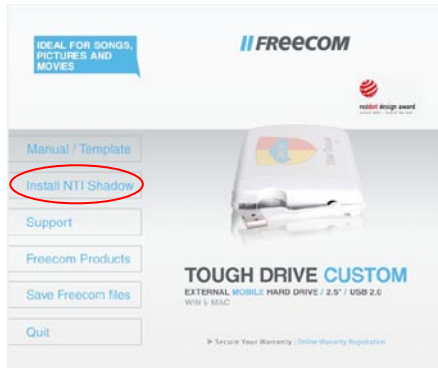 IDEAL FOR SONGS,
PICTURES AND
MOVIES
FREECOM
reddot design award
Manual / Template
Install NTI Shadow
Support
Freecom Products
Save Freecom files
Quit
TOUGH DRIVE CUSTOM
EXTERNAL MOBILE HARD DRIVE / 2.5" / USB 2.0
WIN & MAC
Secure Your Warranty | Online Warranty Registration